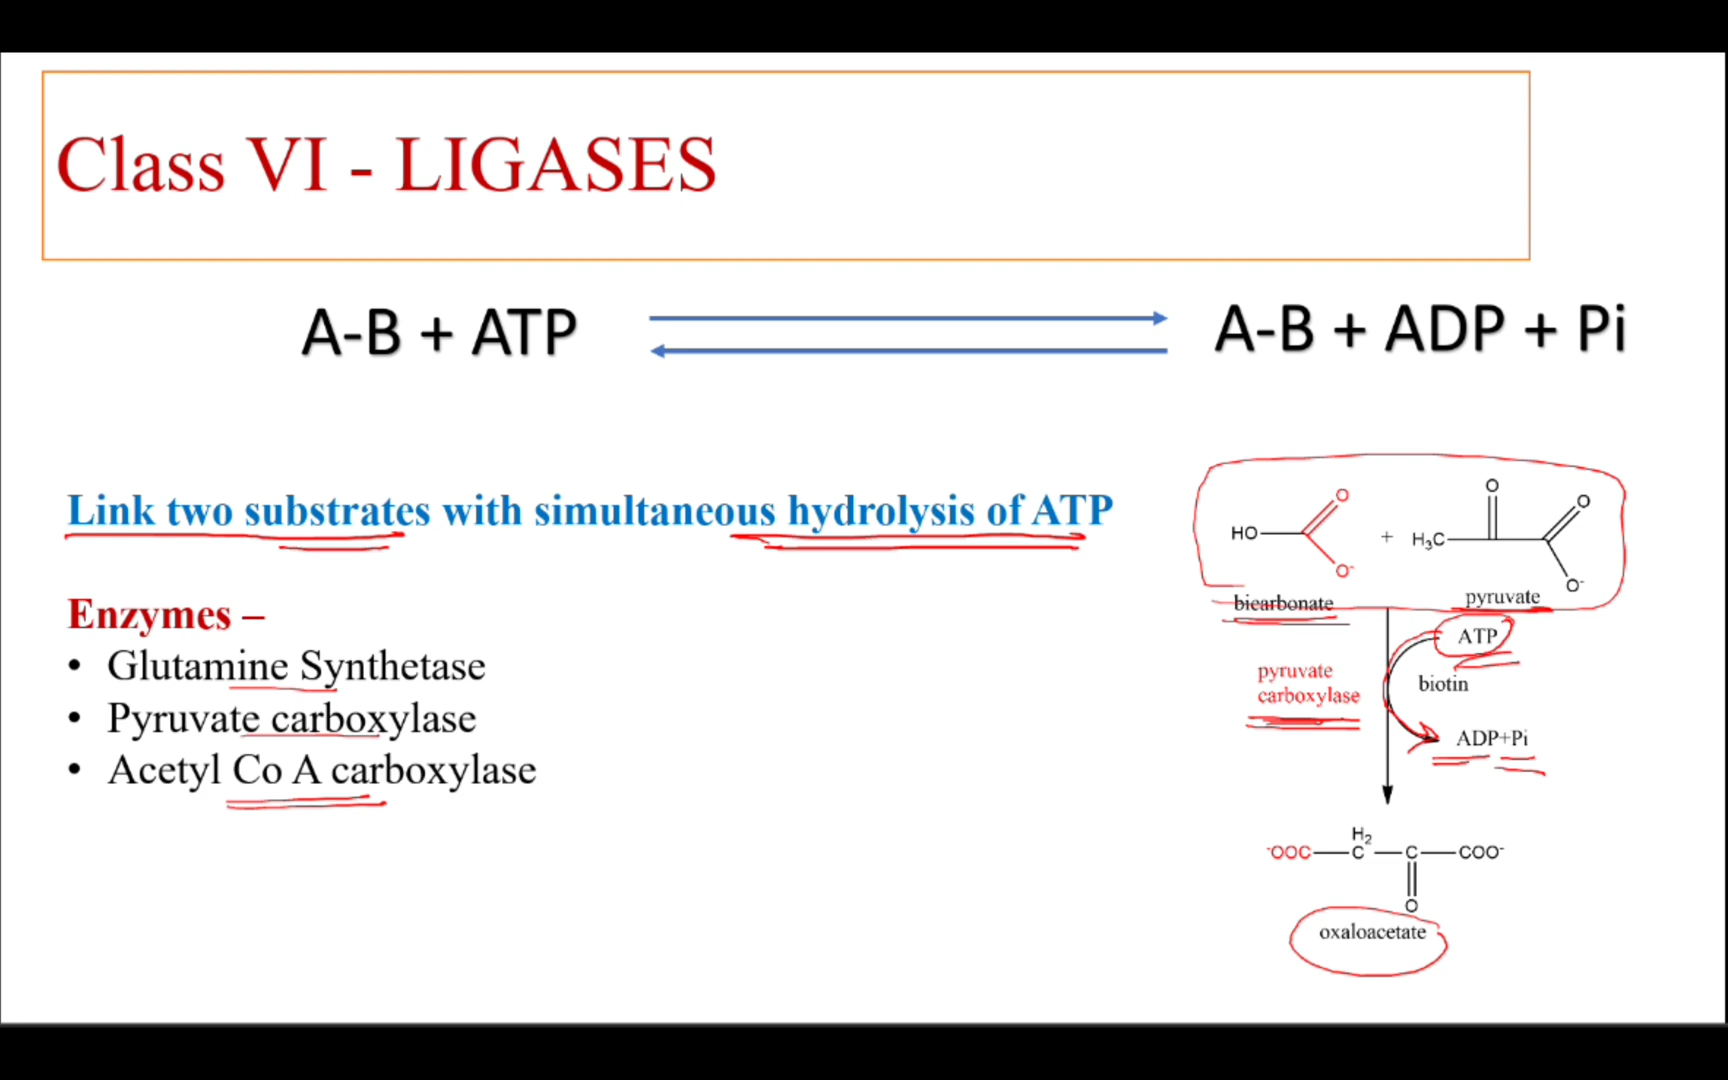 Class VI - LIGASES
A-B + ATP
A-B + ADP + Pi
Link two substrates with simultaneous hydrolysis of ATP
Enzymes –
• Glutamine Synthetase
• Pyruvate carboxylase
• Acetyl Co A carboxylase
HO
O
O-
+
H3C
O
O
O-
bicarbonate
pyruvate
ATP
pyruvate
carboxylase
biotin
ADP+Pi
-OOC
H2
C
C
COO-
O
oxaloacetate